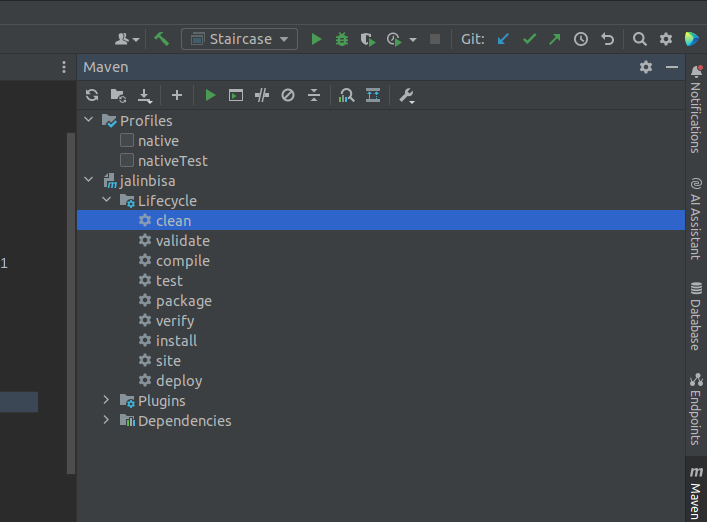 Staircase
Git:
Maven
Profiles
native
nativeTest
jalinbisa
Lifecycle
clean
validate
compile
test
package
verify
install
site
deploy
Plugins
Dependencies
1
Notifications
AI Assistant
Database
Endpoints
Maven